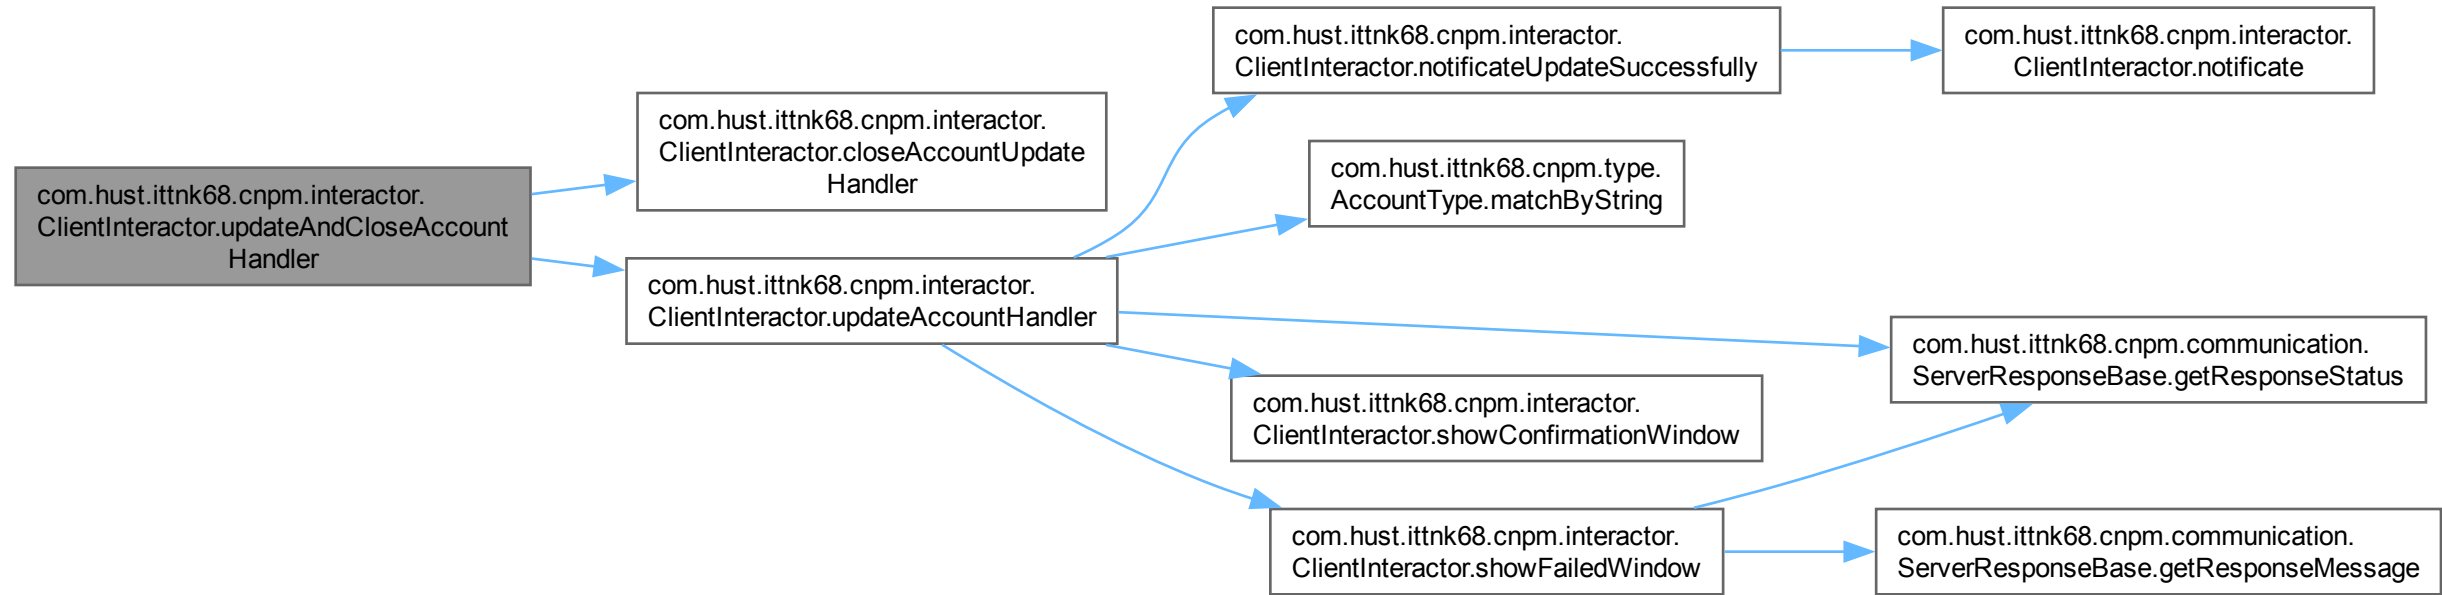 com.hust.ittnk68.cnpm.interactor.
ClientInteractor.updateAndCloseAccount
Handler
com.hust.ittnk68.cnpm.interactor.
ClientInteractor.closeAccountUpdate
Handler
com.hust.ittnk68.cnpm.interactor.
ClientInteractor.updateAccountHandler
com.hust.ittnk68.cnpm.interactor.
ClientInteractor.notificateUpdateSuccessfully
com.hust.ittnk68.cnpm.interactor.
ClientInteractor.notificate
com.hust.ittnk68.cnpm.type.
AccountType.matchByString
com.hust.ittnk68.cnpm.communication.
ServerResponseBase.getResponseStatus
com.hust.ittnk68.cnpm.interactor.
ClientInteractor.showConfirmationWindow
com.hust.ittnk68.cnpm.interactor.
ClientInteractor.showFailedWindow
com.hust.ittnk68.cnpm.communication.
ServerResponseBase.getResponseMessage